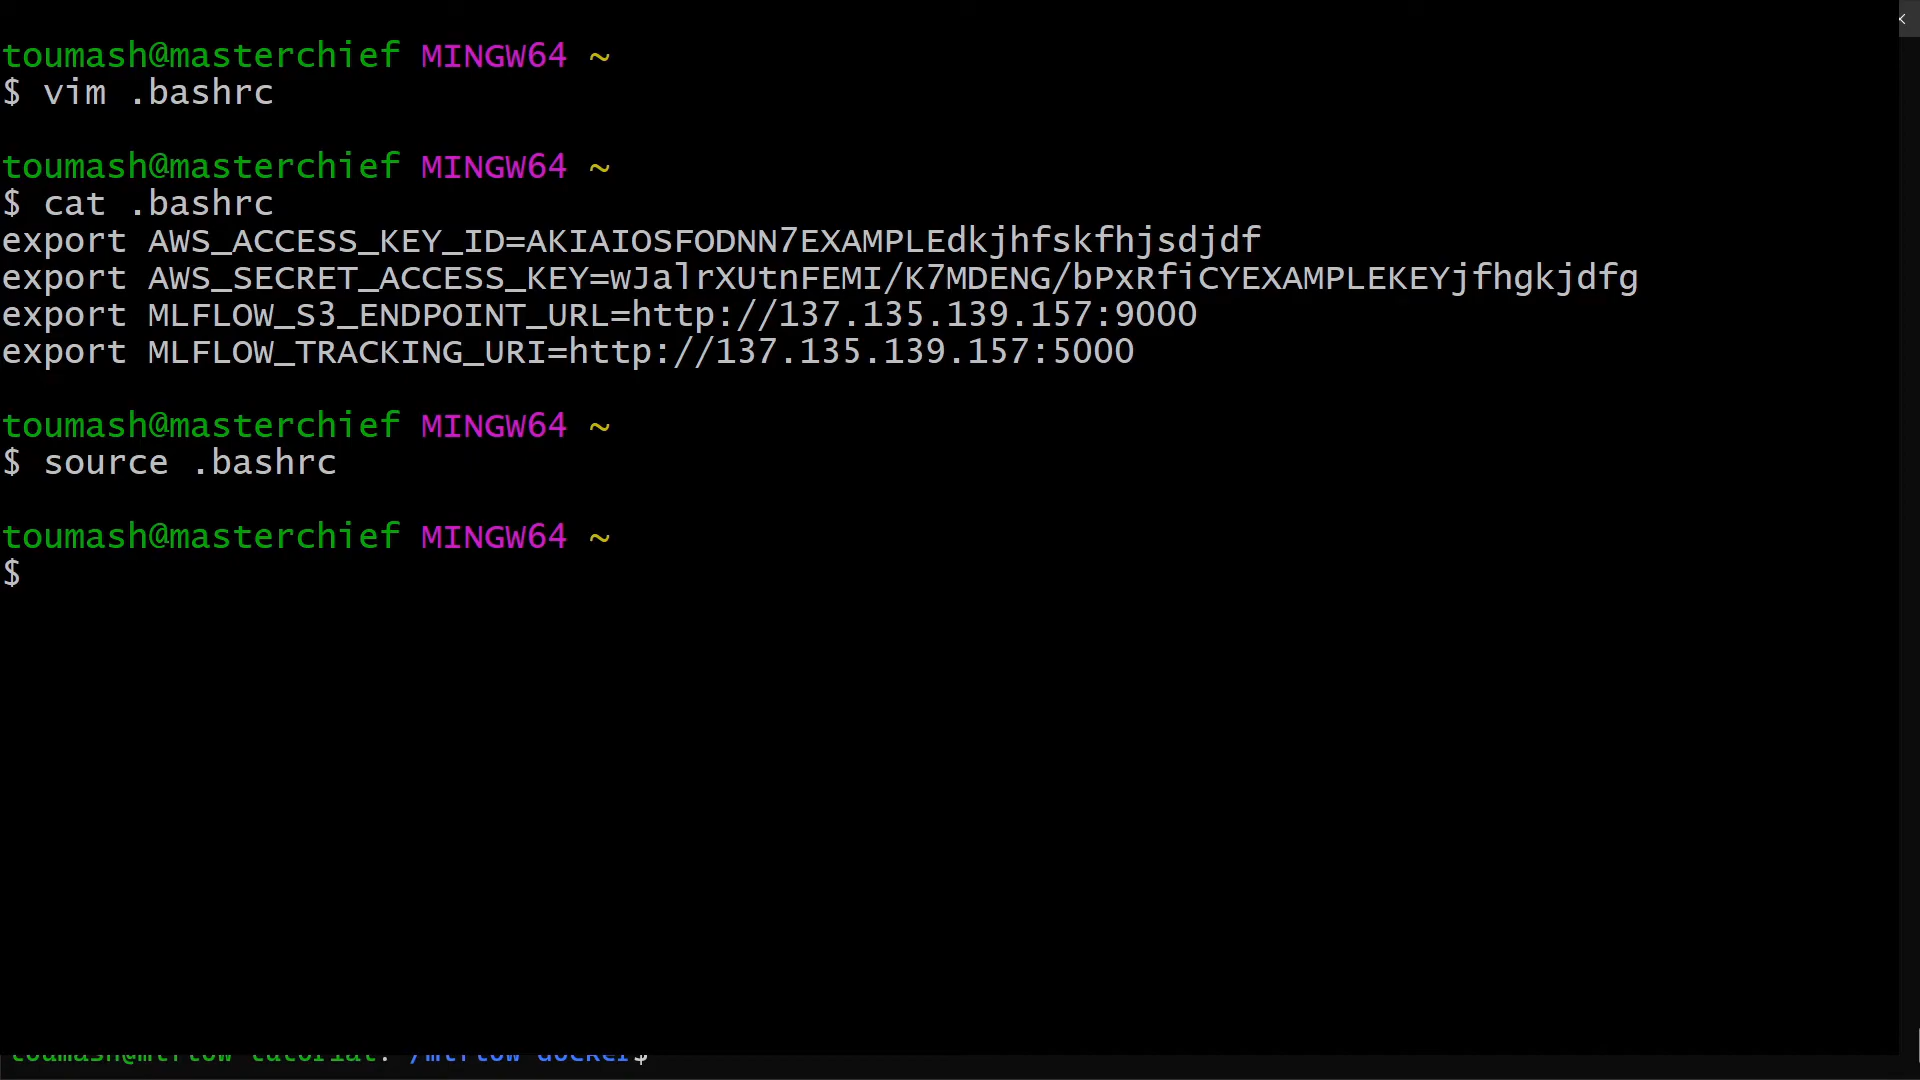 toumash@masterchief MINGW64 ~
$ vim .bashrc
toumash@masterchief MINGW64 ~
$ cat .bashrc
export AWS_ACCESS_KEY_ID=AKIAIOSFODNN7EXAMPLEdkjhfskfhjsdjdf
export AWS_SECRET_ACCESS_KEY=wJalrXUtnFEMI/K7MDENG/bPxRfiCYEXAMPLEKEYjfhgkjdfg
export MLFLOW_S3_ENDPOINT_URL=http://137.135.139.157:9000
export MLFLOW_TRACKING_URI=http://137.135.139.157:5000
toumash@masterchief MINGW64 ~
$ source .bashrc
toumash@masterchief MINGW64 ~
$